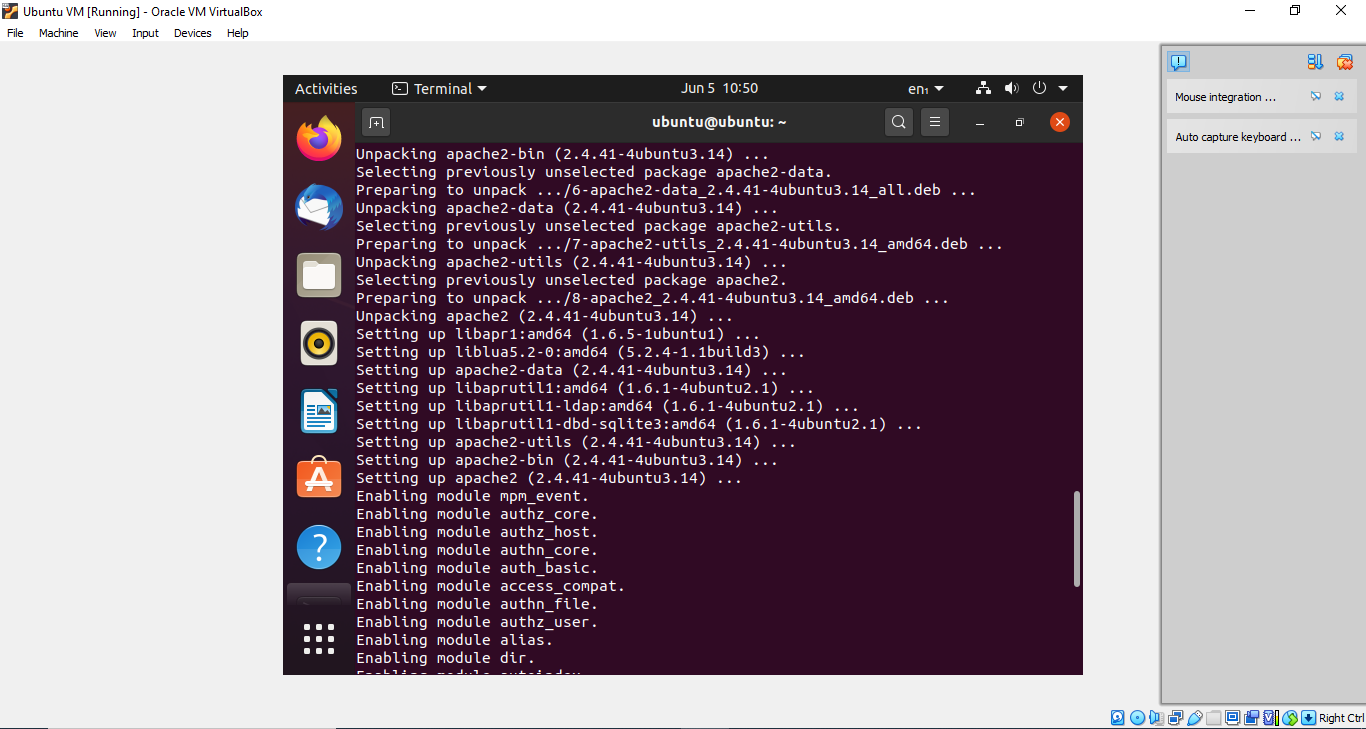 Ubuntu VM [Running] - Oracle VM VirtualBox
File Machine View Input Devices Help
Mouse integration ...
Auto capture keyboard ...
Activities Terminal Jun 5 10:50 en₁
ubuntu@ubuntu: ~
Unpacking apache2-bin (2.4.41-4ubuntu3.14) ...
Selecting previously unselected package apache2-data.
Preparing to unpack .../6-apache2-data_2.4.41-4ubuntu3.14_all.deb ...
Unpacking apache2-data (2.4.41-4ubuntu3.14) ...
Selecting previously unselected package apache2-utils.
Preparing to unpack .../7-apache2-utils_2.4.41-4ubuntu3.14_amd64.deb ...
Unpacking apache2-utils (2.4.41-4ubuntu3.14) ...
Selecting previously unselected package apache2.
Preparing to unpack .../8-apache2_2.4.41-4ubuntu3.14_amd64.deb ...
Unpacking apache2 (2.4.41-4ubuntu3.14) ...
Setting up libapr1:amd64 (1.6.5-1ubuntu1) ...
Setting up liblua5.2-0:amd64 (5.2.4-1.1build3) ...
Setting up apache2-data (2.4.41-4ubuntu3.14) ...
Setting up libaprutil1:amd64 (1.6.1-4ubuntu2.1) ...
Setting up libaprutil1-ldap:amd64 (1.6.1-4ubuntu2.1) ...
Setting up libaprutil1-dbd-sqlite3:amd64 (1.6.1-4ubuntu2.1) ...
Setting up apache2-utils (2.4.41-4ubuntu3.14) ...
Setting up apache2-bin (2.4.41-4ubuntu3.14) ...
Setting up apache2 (2.4.41-4ubuntu3.14) ...
Enabling module mpm_event.
Enabling module authz_core.
Enabling module authz_host.
Enabling module authn_core.
Enabling module auth_basic.
Enabling module access_compat.
Enabling module authn_file.
Enabling module authz_user.
Enabling module alias.
Enabling module dir.
Right Ctrl